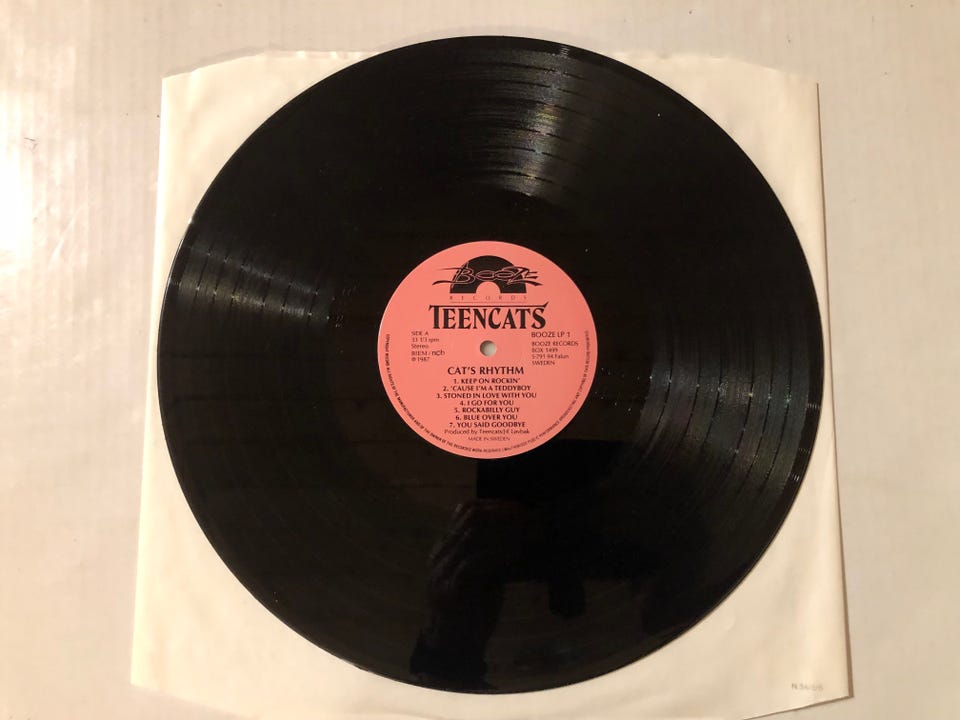 BOOZE
RECORDS
TEENCATS
SIDE A
33 1/3 rpm
Stereo
BIEM / ncb
℗ 1987
BOOZE LP 1
BOOZE RECORDS
BOX 1499
S-791 94 Falun
SWEDEN
CAT'S RHYTHM
1. KEEP ON ROCKIN'
2. 'CAUSE I'M A TEDDYBOY
3. STONED IN LOVE WITH YOU
4. I GO FOR YOU
5. ROCKABILLY GUY
6. BLUE OVER YOU
7. YOU SAID GOODBYE
Produced by Teencats/
MADE IN SWEDEN